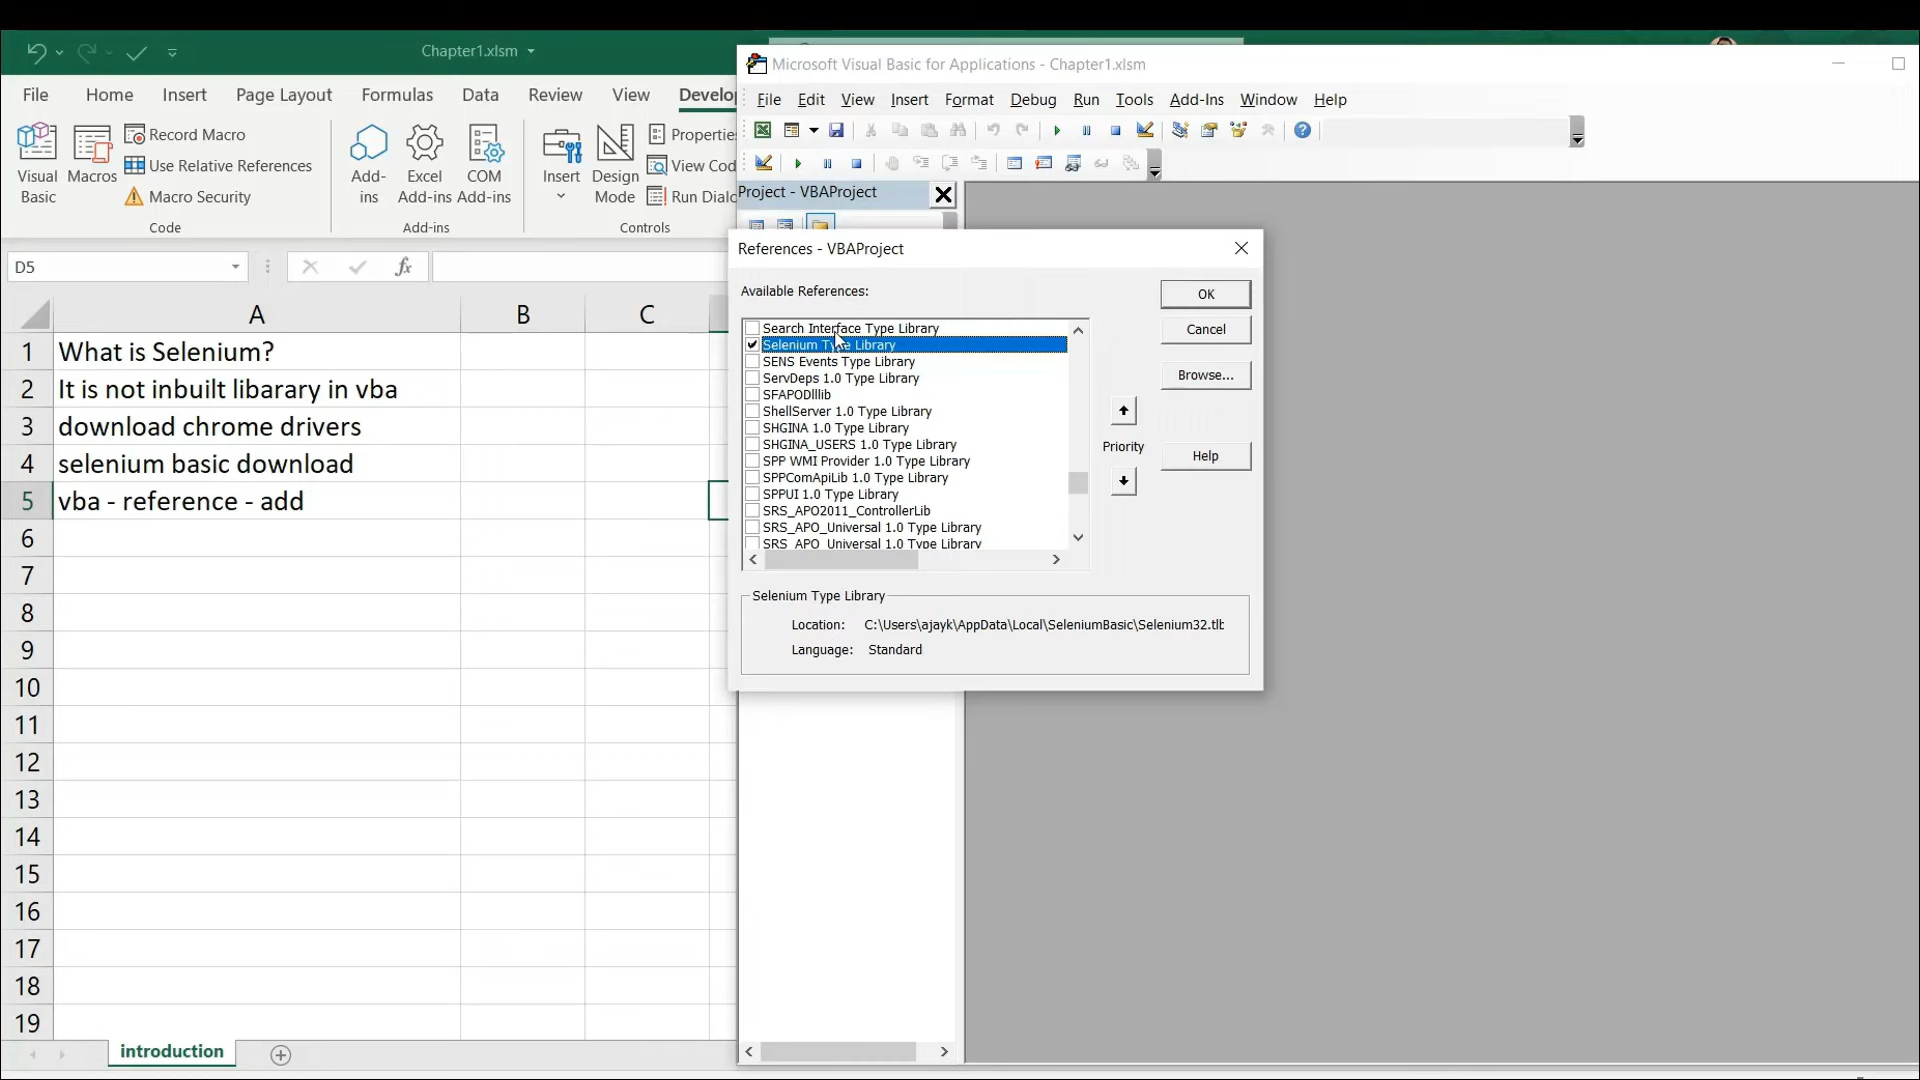 Chapter1.xlsm
File Home Insert Page Layout Formulas Data Review View Develo
Visual Basic
Macros
Record Macro
Use Relative References
Macro Security
Code
Add-ins
Excel Add-ins
COM Add-ins
Add-ins
Insert
Design Mode
Properties
View Cod
Run Dialo
Controls
D5
fx
A B C
1 What is Selenium?
2 It is not inbuilt libarary in vba
3 download chrome drivers
4 selenium basic download
5 vba - reference - add
6
7
8
9
10
11
12
13
14
15
16
17
18
19
introduction
Microsoft Visual Basic for Applications - Chapter1.xlsm
File Edit View Insert Format Debug Run Tools Add-Ins Window Help
Project - VBAProject
References - VBAProject
Available References:
Search Interface Type Library
Selenium Type Library
SENS Events Type Library
ServDeps 1.0 Type Library
SFAPODlllib
ShellServer 1.0 Type Library
SHGINA 1.0 Type Library
SHGINA_USERS 1.0 Type Library
SPP WMI Provider 1.0 Type Library
SPPComApiLib 1.0 Type Library
SPPUI 1.0 Type Library
SRS_APO2011_ControllerLib
SRS_APO_Universal 1.0 Type Library
SRS_APO_Universal 1.0 Type Library
OK
Cancel
Browse...
Priority
Help
Selenium Type Library
Location: C:\Users\ajayk\AppData\Local\SeleniumBasic\Selenium32.tlb
Language: Standard